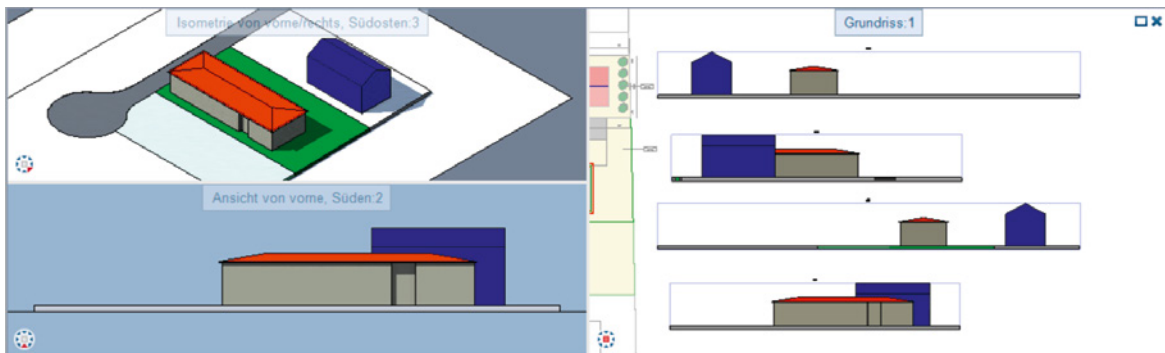 Isometrie von vorne/rechts, Südosten:3
Grundriss:1
Ansicht von vorne, Süden:2